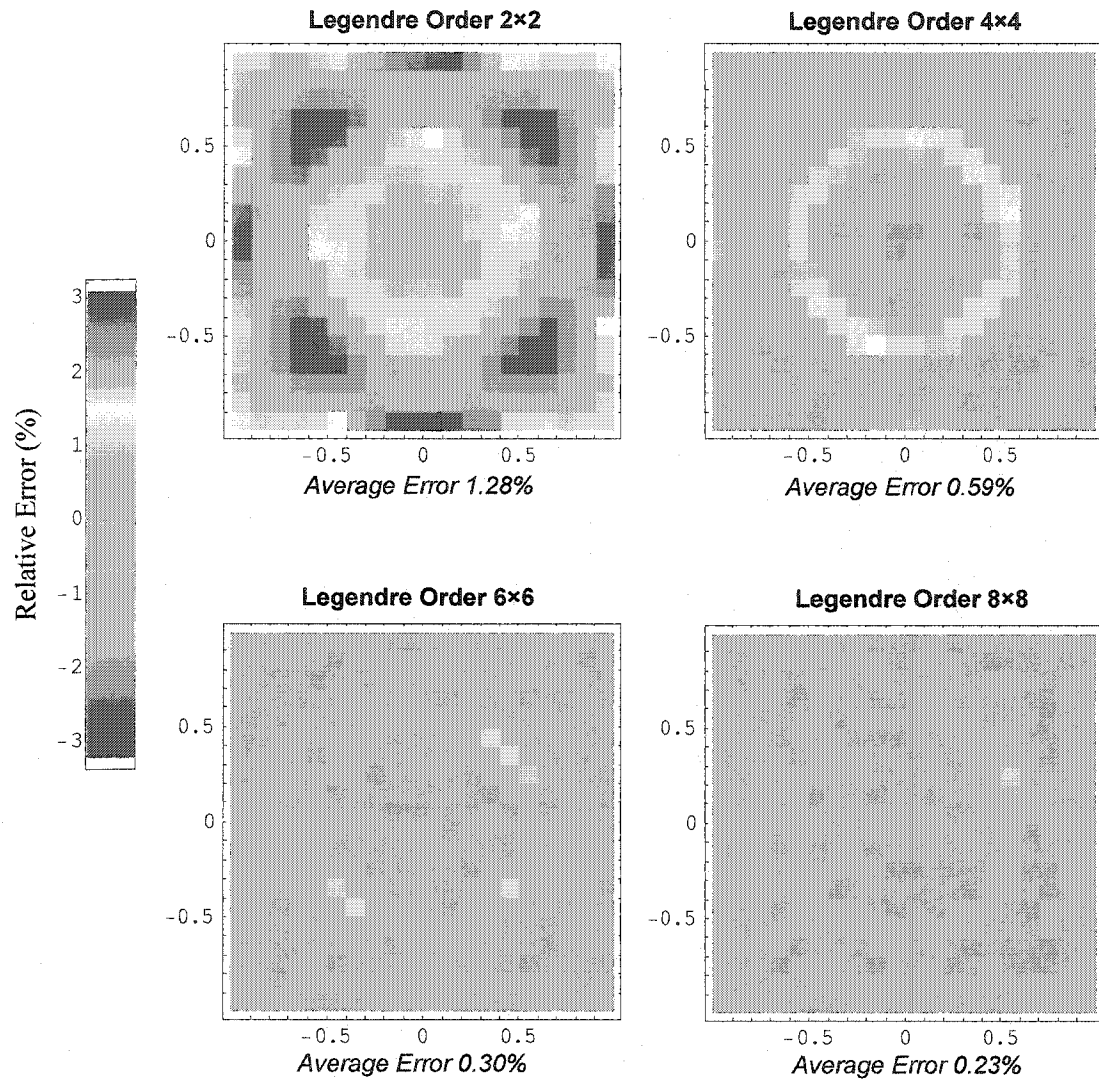 Legendre Order 2×2
Legendre Order 4×4
0.5
0
-0.5
-0.5 0 0.5
Average Error 1.28%
0.5
0
-0.5
-0.5 0 0.5
Average Error 0.59%
Relative Error (%)
3
2
1
0
-1
-2
-3
Legendre Order 6×6
Legendre Order 8×8
0.5
0
-0.5
-0.5 0 0.5
Average Error 0.30%
0.5
0
-0.5
-0.5 0 0.5
Average Error 0.23%